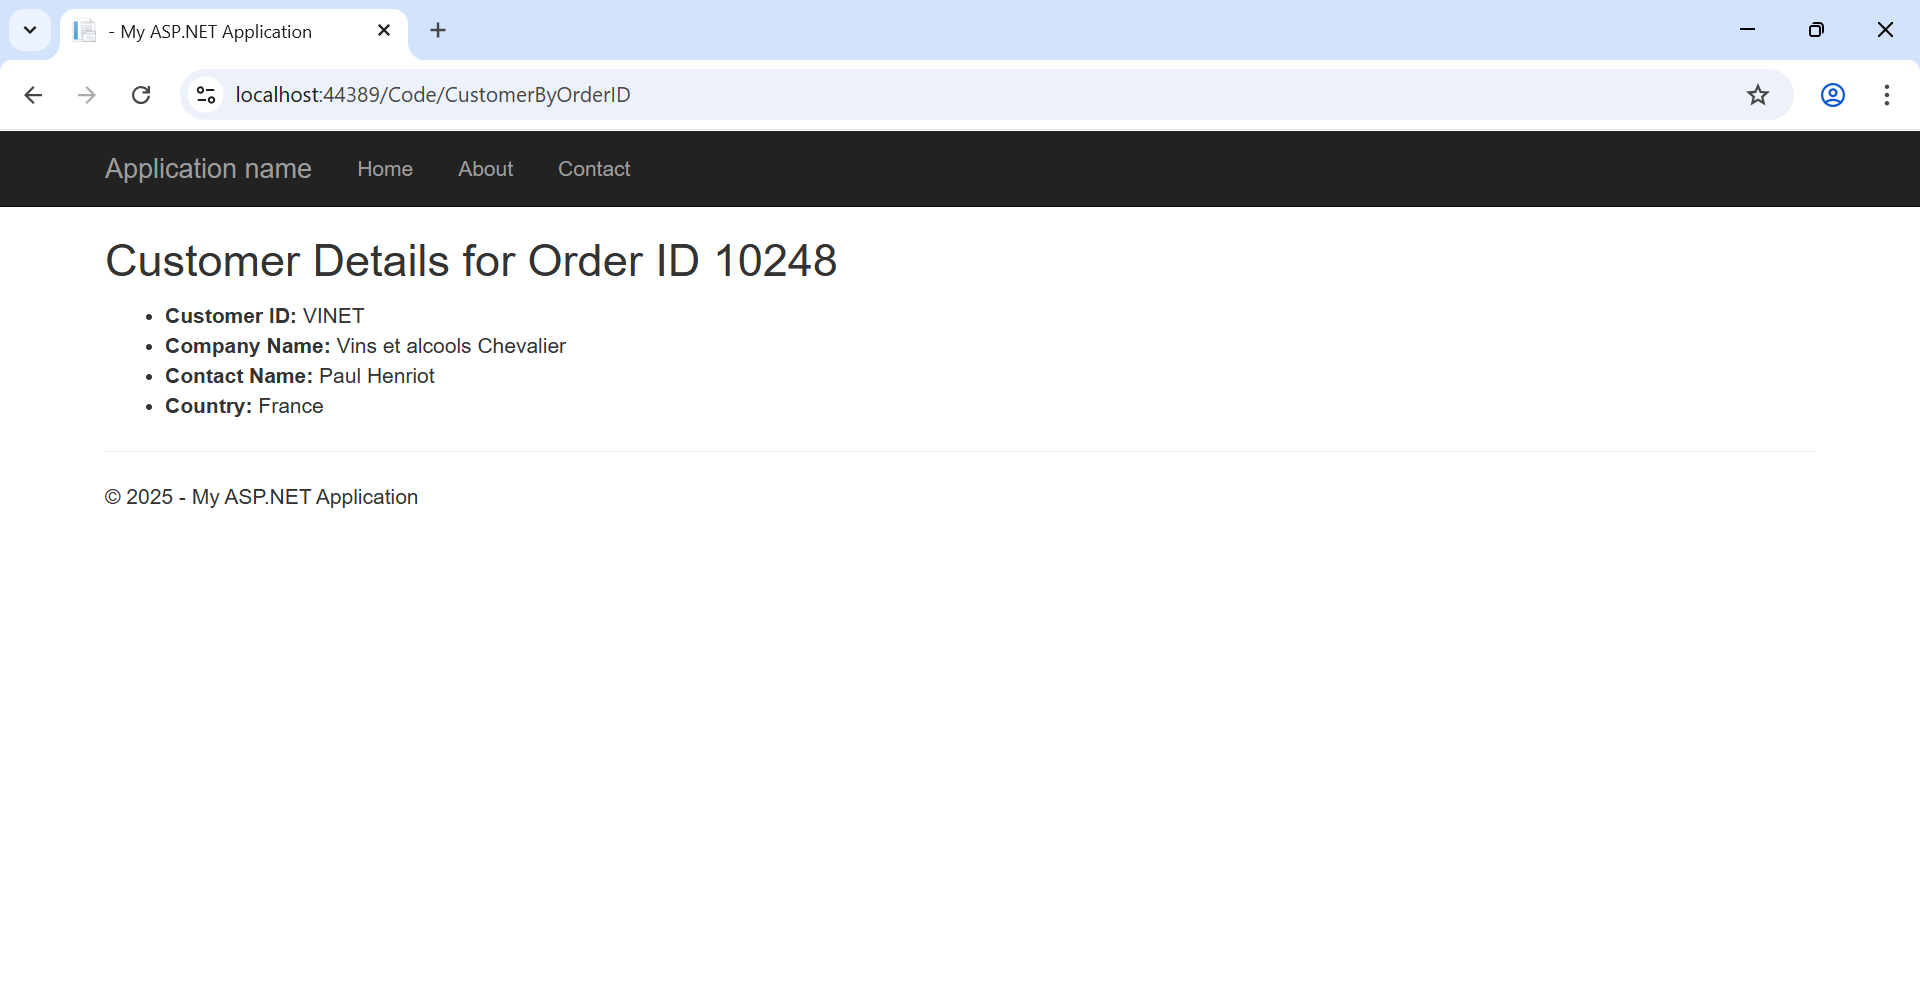 - My ASP.NET Application
localhost:44389/Code/CustomerByOrderID
Application name Home About Contact
Customer Details for Order ID 10248
• Customer ID: VINET
• Company Name: Vins et alcools Chevalier
• Contact Name: Paul Henriot
• Country: France
© 2025 - My ASP.NET Application